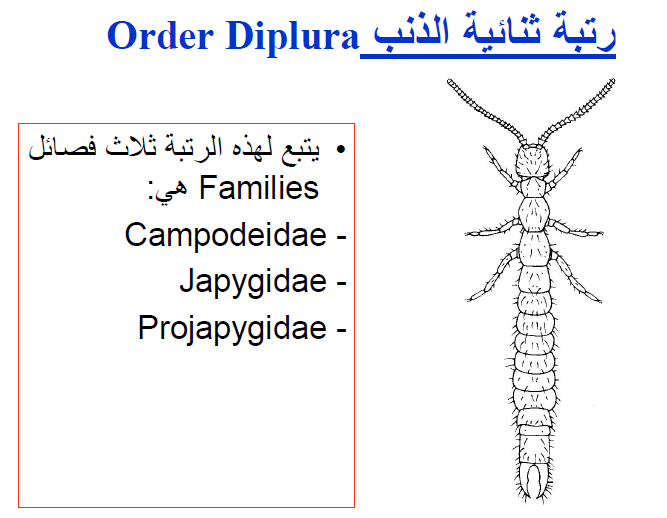 رتبة ثنائية الذنب Order Diplura
• يتبع لهذه الرتبة ثلاث فصائل
Families هي:
- Campodeidae
- Japygidae
- Projapygidae